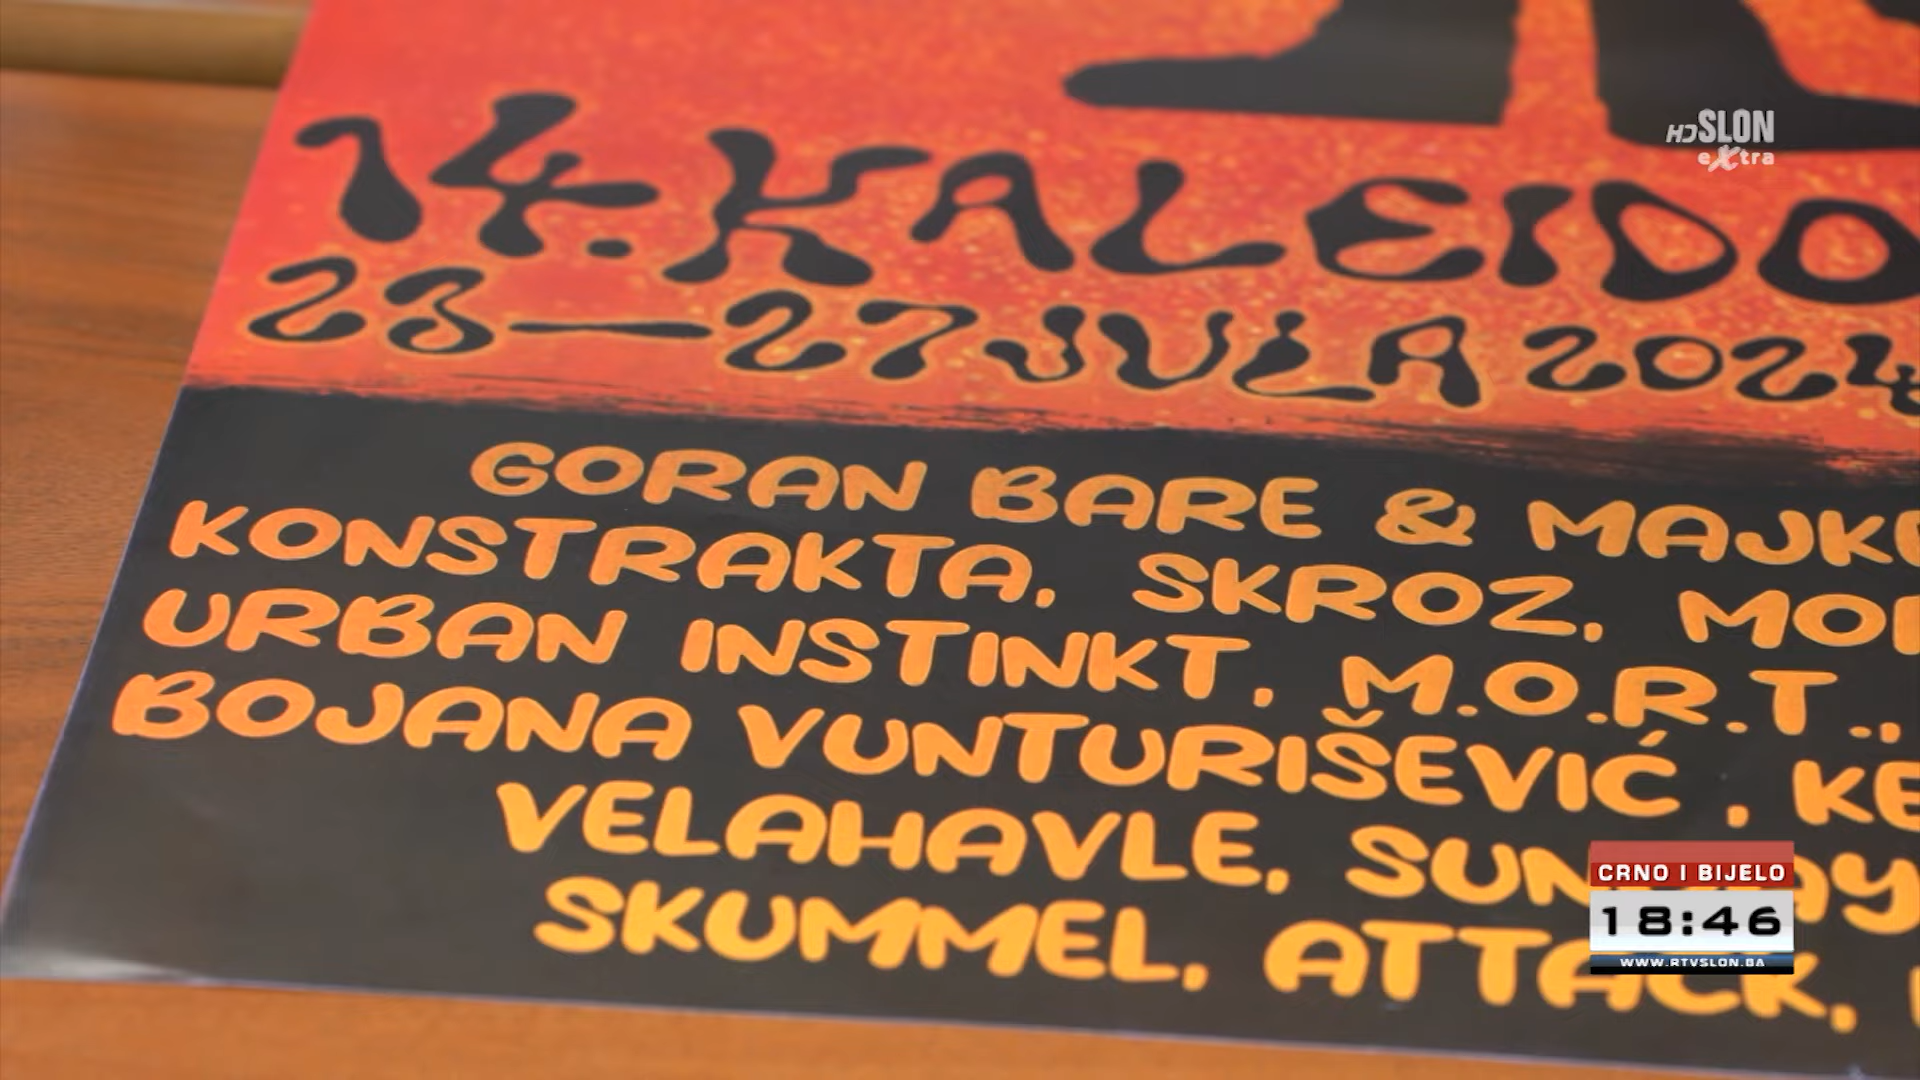 HD SLON
extra
14. KALEIDO
23-27 JULA 2024
GORAN BARE & MAJKE
KONSTRAKTA, SKROZ,
URBAN INSTINKT, M.O.R.T.,
BOJANA VUNTURIŠEVIĆ,
VELAHAVLE,
SKUMMEL, ATTACK,
CRNO I BIJELO
18:46
WWW.RTVSLON.BA